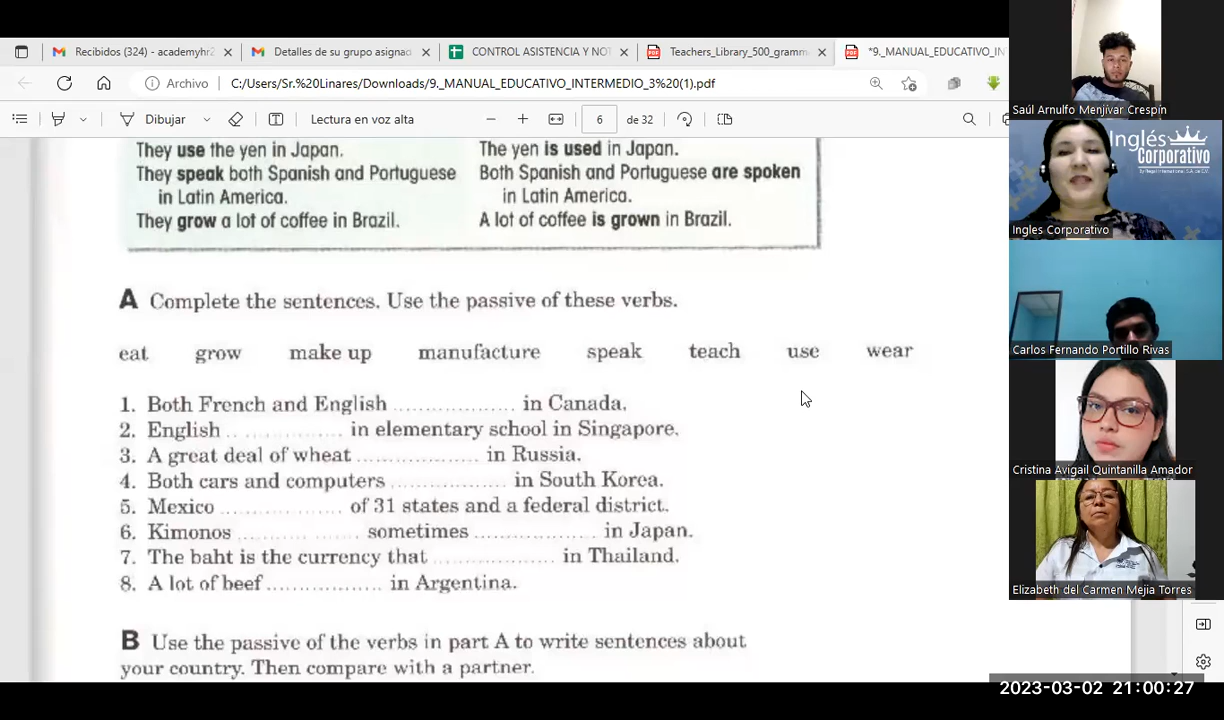 Recibidos (324) - academyhr2
Detalles de su grupo asignad
CONTROL ASISTENCIA Y NOT
Teachers_Library_500_gramm
*9._MANUAL_EDUCATIVO_IN
Archivo
C:/Users/Sr.%20Linares/Downloads/9._MANUAL_EDUCATIVO_INTERMEDIO_3%20(1).pdf
Dibujar
Lectura en voz alta
6
de 32
They use the yen in Japan.
The yen is used in Japan.
They speak both Spanish and Portuguese
in Latin America.
Both Spanish and Portuguese are spoken
in Latin America.
They grow a lot of coffee in Brazil.
A lot of coffee is grown in Brazil.
A Complete the sentences. Use the passive of these verbs.
eat grow make up manufacture speak teach use wear
1. Both French and English .................. in Canada.
2. English .................. in elementary school in Singapore.
3. A great deal of wheat .................. in Russia.
4. Both cars and computers .................. in South Korea.
5. Mexico .................. of 31 states and a federal district.
6. Kimonos .................. sometimes .................. in Japan.
7. The baht is the currency that .................. in Thailand.
8. A lot of beef .................. in Argentina.
B Use the passive of the verbs in part A to write sentences about
your country. Then compare with a partner.
Saúl Arnulfo Menjívar Crespín
Inglés
Corporativo
Ingles Corporativo
Carlos Fernando Portillo Rivas
Cristina Avigail Quintanilla Amador
Elizabeth del Carmen Mejia Torres
2023-03-02 21:00:27